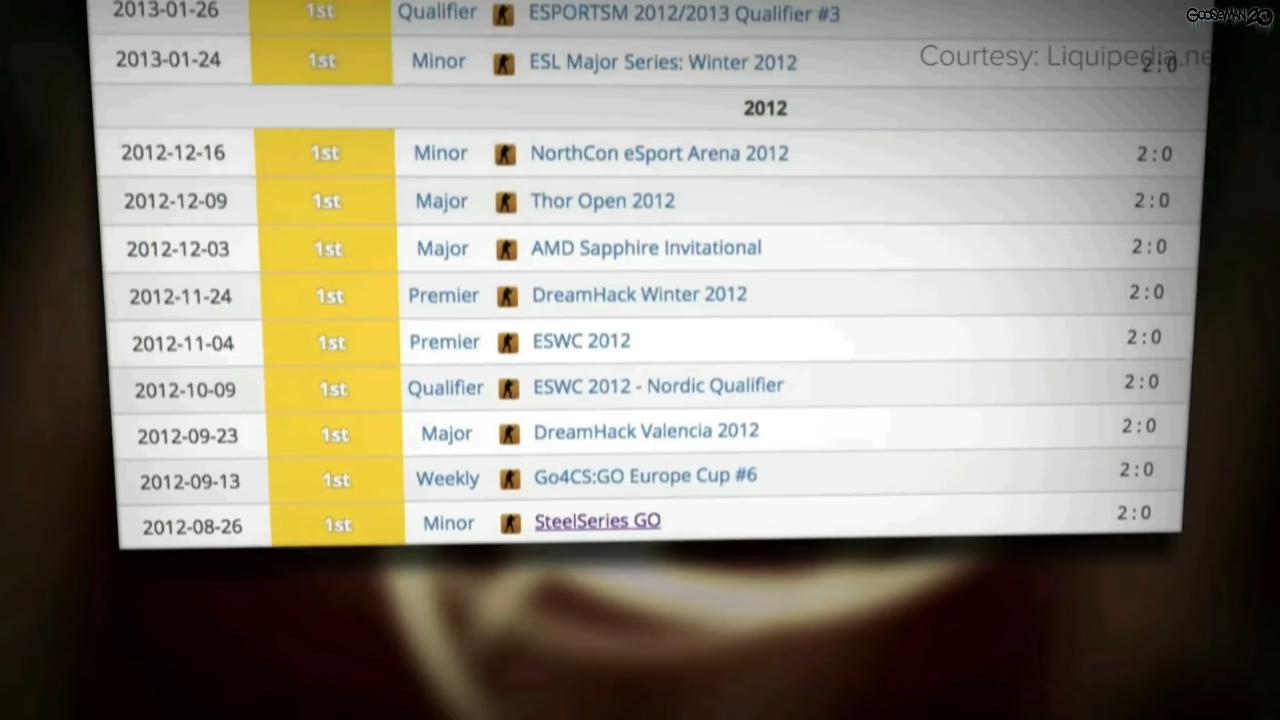 GOOSEMAN20
2013-01-26 1st Qualifier ESPORTSM 2012/2013 Qualifier #3
Courtesy: Liquipedia.ne
2013-01-24 1st Minor ESL Major Series: Winter 2012 2:0
2012
2012-12-16 1st Minor NorthCon eSport Arena 2012 2:0
2012-12-09 1st Major Thor Open 2012 2:0
2012-12-03 1st Major AMD Sapphire Invitational 2:0
2012-11-24 1st Premier DreamHack Winter 2012 2:0
2012-11-04 1st Premier ESWC 2012 2:0
2012-10-09 1st Qualifier ESWC 2012 - Nordic Qualifier 2:0
2012-09-23 1st Major DreamHack Valencia 2012 2:0
2012-09-13 1st Weekly Go4CS:GO Europe Cup #6 2:0
2012-08-26 1st Minor SteelSeries GO 2:0